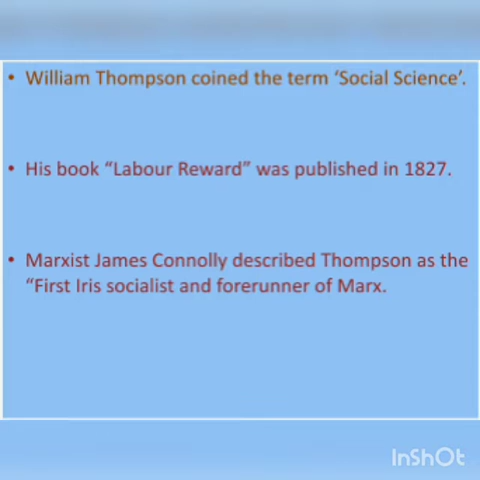 • William Thompson coined the term ‘Social Science’.
• His book “Labour Reward” was published in 1827.
• Marxist James Connolly described Thompson as the
“First Iris socialist and forerunner of Marx.
InShOt